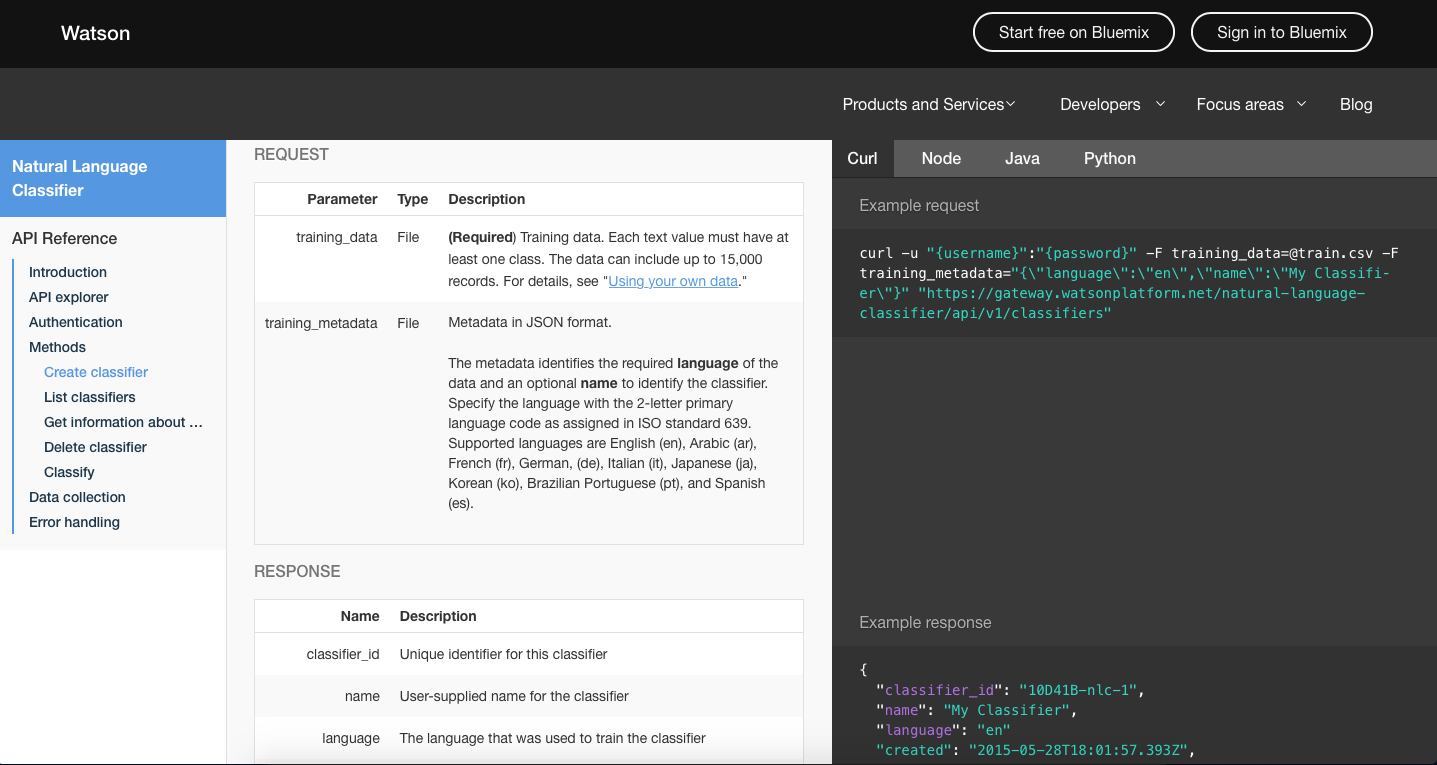 Watson
Start free on Bluemix
Sign in to Bluemix
Products and Services
Developers
Focus areas
Blog
Natural Language
Classifier
API Reference
Introduction
API explorer
Authentication
Methods
Create classifier
List classifiers
Get information about ...
Delete classifier
Classify
Data collection
Error handling
REQUEST
Parameter Type Description
training_data File (Required) Training data. Each text value must have at
least one class. The data can include up to 15,000
records. For details, see "Using your own data."
training_metadata File Metadata in JSON format.
The metadata identifies the required language of the
data and an optional name to identify the classifier.
Specify the language with the 2-letter primary
language code as assigned in ISO standard 639.
Supported languages are English (en), Arabic (ar),
French (fr), German, (de), Italian (it), Japanese (ja),
Korean (ko), Brazilian Portuguese (pt), and Spanish
(es).
RESPONSE
Name Description
classifier_id Unique identifier for this classifier
name User-supplied name for the classifier
language The language that was used to train the classifier
Curl Node Java Python
Example request
curl -u "{username}":"{password}" -F training_data=@train.csv -F
training_metadata="{\"language\":\"en\",\"name\":\"My Classifi-
er\"}" "https://gateway.watsonplatform.net/natural-language-
classifier/api/v1/classifiers"
Example response
{
"classifier_id": "10D41B-nlc-1",
"name": "My Classifier",
"language": "en"
"created": "2015-05-28T18:01:57.393Z",